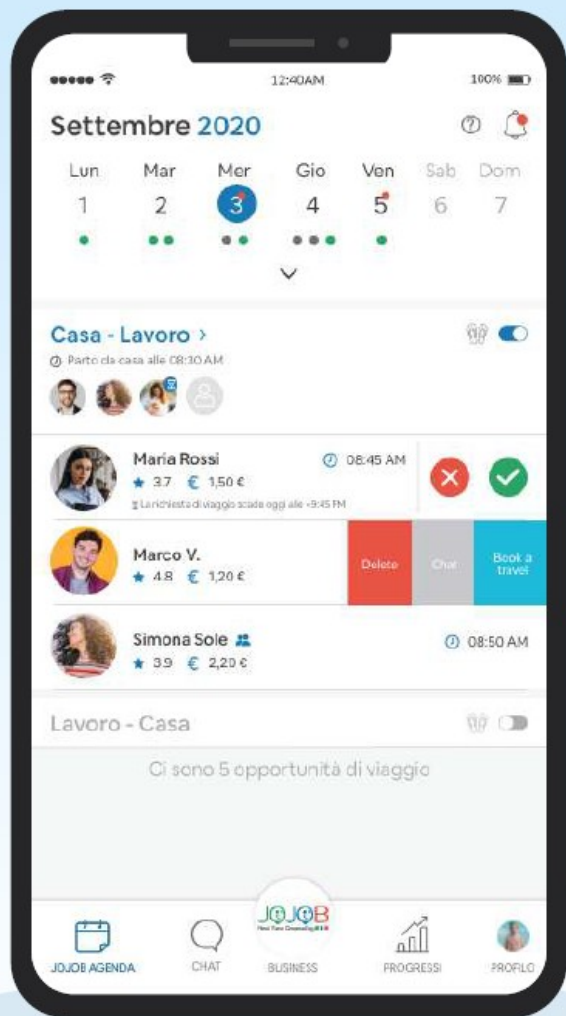 12:40AM 100%
Settembre 2020
Lun Mar Mer Gio Ven Sab Dom
1 2 3 4 5 6 7
Casa - Lavoro >
Parto da casa alle 08:30 AM
Maria Rossi 08:45 AM
3.7 € 1,50 €
La richiesta di viaggio scade oggi alle
Marco V.
4.8 € 1,20 €
Delete Chat Book a
travel
Simona Sole 08:50 AM
3.9 € 2,20 €
Lavoro - Casa
Ci sono 5 opportunità di viaggio
JOJOB
Real Time Carpooling
JOJOB AGENDA CHAT BUSINESS PROGRESSI PROFILO